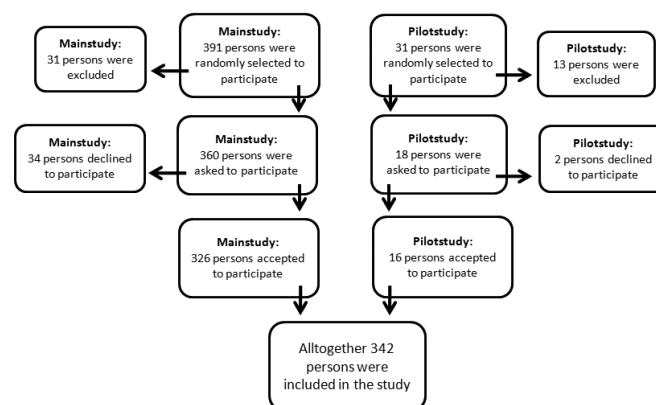 Mainstudy:
31 persons were
excluded
Mainstudy:
391 persons were
randomly selected to
participate
Pilotstudy:
31 persons were
randomly selected to
participate
Pilotstudy:
13 persons were
excluded
Mainstudy:
34 persons declined
to participate
Mainstudy:
360 persons were
asked to participate
Pilotstudy:
18 persons were
asked to participate
Pilotstudy:
2 persons declined
to participate
Mainstudy:
326 persons accepted
to participate
Pilotstudy:
16 persons accepted
to participate
Alltogether 342
persons were
included in the study